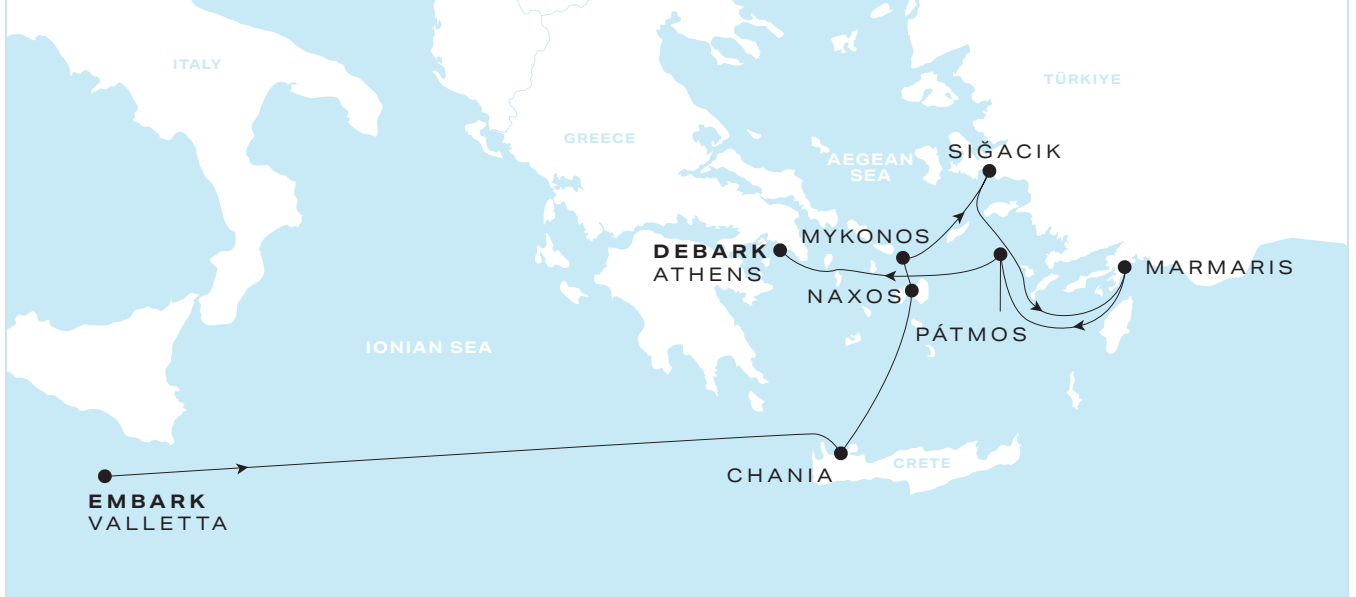 ITALY
TÜRKIYE
GREECE
SIĞACIK
AEGEAN
SEA
MYKONOS
DEBARK
ATHENS
MARMARIS
NAXOS
PÁTMOS
IONIAN SEA
CRETE
CHANIA
EMBARK
VALLETTA